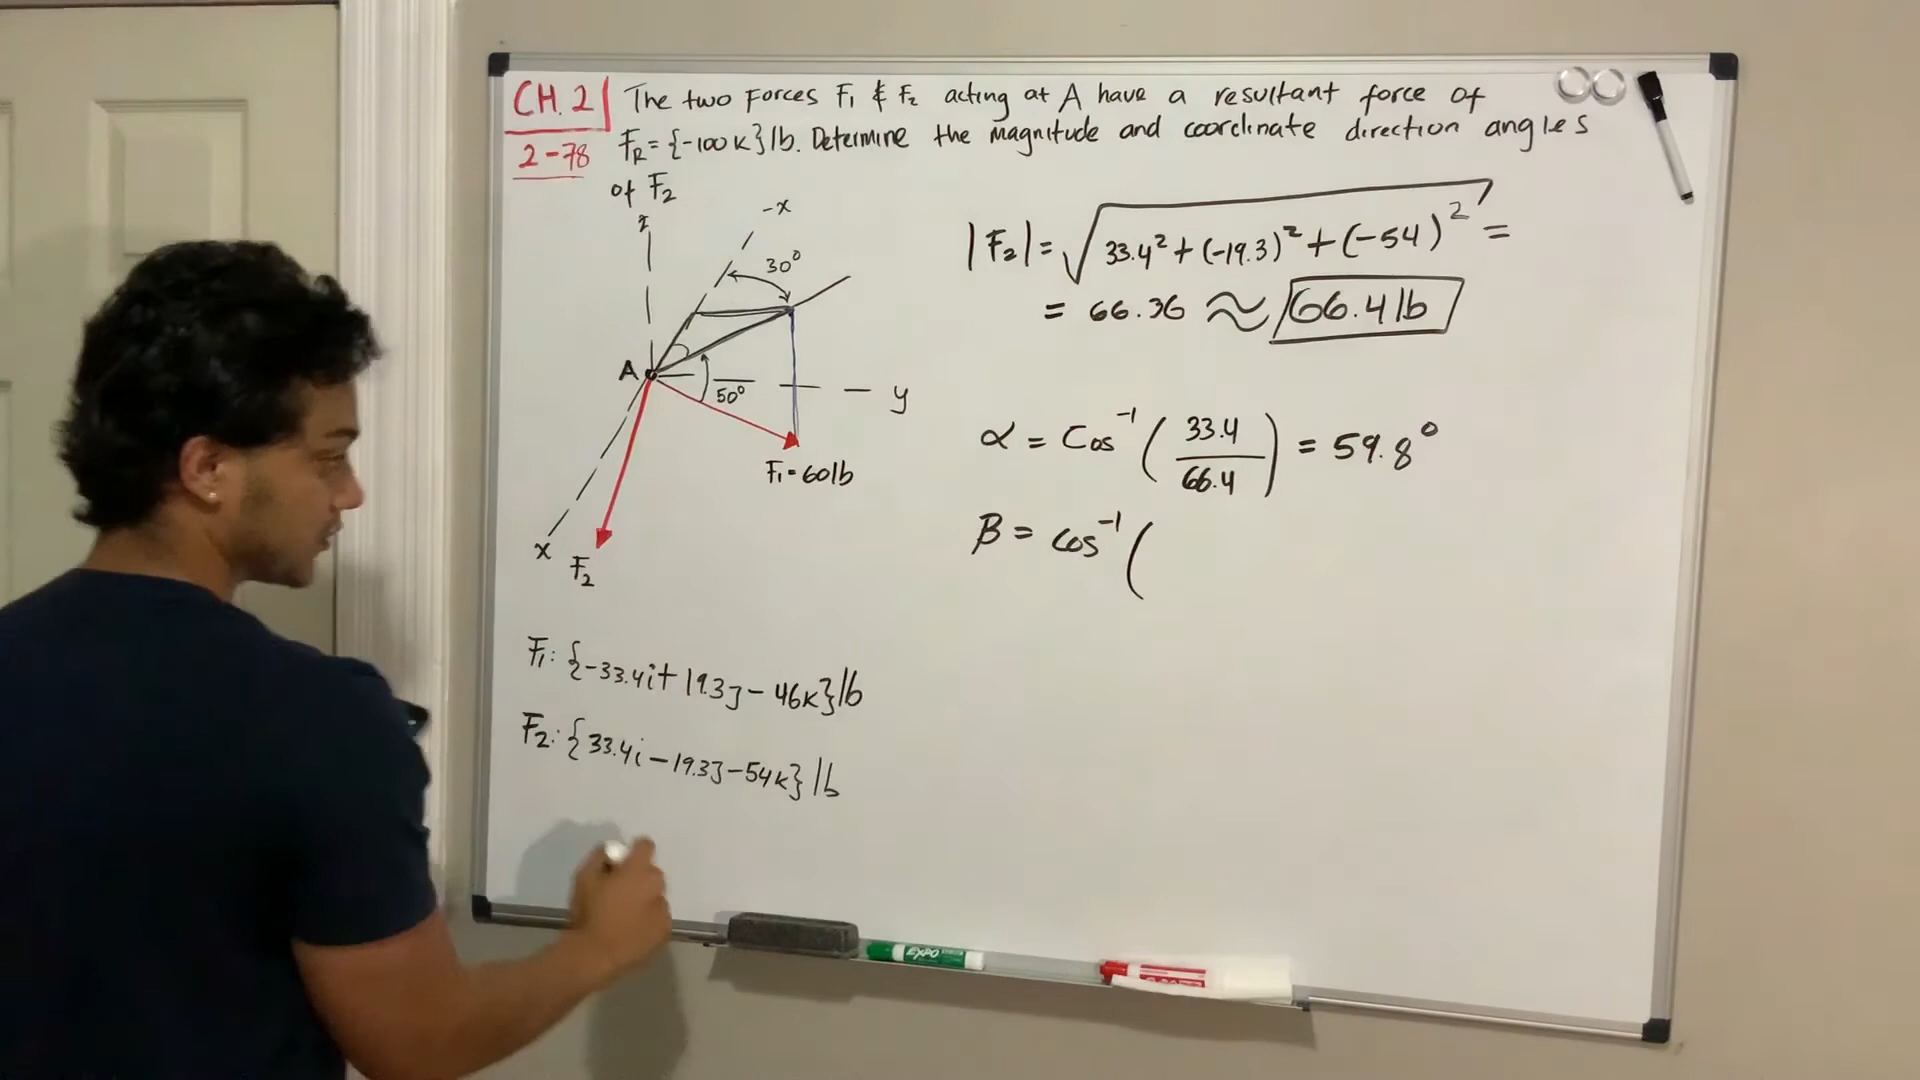 CH. 2
2-78
The two Forces F₁ & F₂ acting at A have a resultant force of
F_R = {-100K}lb. Determine the magnitude and coordinate direction angles
of F₂
z
-x
30°
A
50°
y
F₁=60lb
x
F₂
F₁: {-33.4i+19.3J-46K}lb
F₂: {33.4i-19.3J-54K}lb
|F₂| = √33.4²+(-19.3)²+(-54)² =
= 66.36 ≈ 66.4 lb
α = Cos⁻¹(33.4/66.4) = 59.8°
β = cos⁻¹(
EXPO